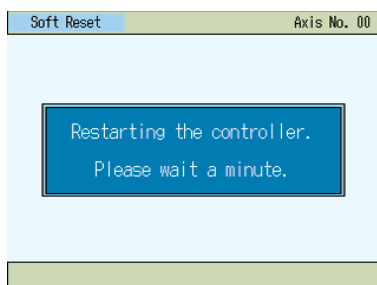 Soft Reset Axis No. 00
Restarting the controller.
Please wait a minute.